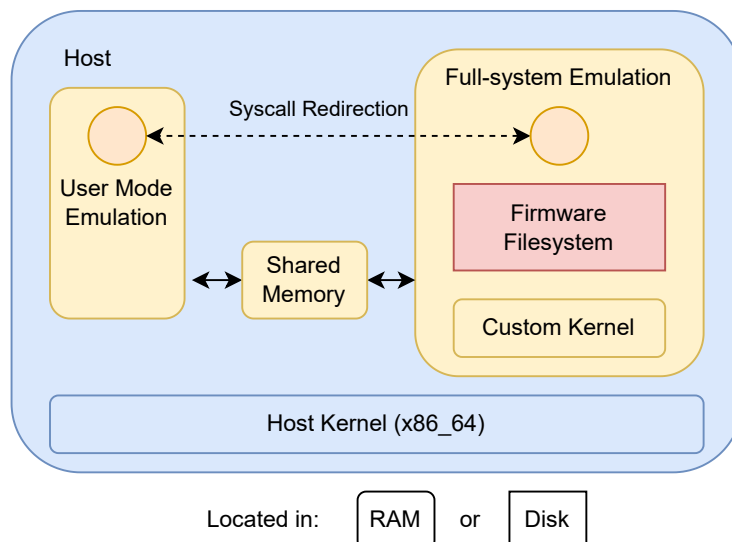 Host
Full-system Emulation
Syscall Redirection
User Mode
Emulation
Firmware
Filesystem
Shared
Memory
Custom Kernel
Host Kernel (x86_64)
Located in: RAM or Disk